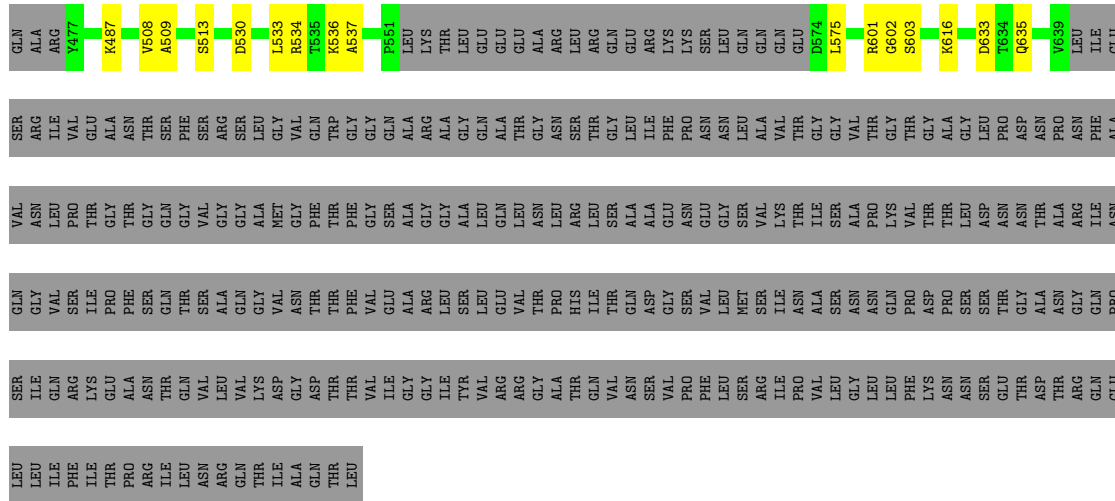 GLN ALA ARG Y477 K487 V508 A509 S513 D530 L533 R534 T535 K536 A537 P551 LEU LYS THR LEU GLU GLU GLU ALA ARG LEU ARG GLN GLU ARG LYS LYS SER LEU GLN GLN GLN GLU D574 L575 R601 G602 S603 K616 D633 T634 Q635 V639 LEU ILE GLU
SER ARG ILE VAL GLU ALA ASN THR SER PHE SER ARG SER LEU GLY VAL GLN TRP GLY GLY GLN ALA ARG ALA GLY GLN ALA THR GLY ASN SER THR GLY LEU ILE PHE PRO ASN ASN LEU ALA VAL THR GLY GLY VAL THR GLY THR GLY ALA GLY LEU PRO ASP ASN PRO ASN PHE ALA
VAL ASN LEU PRO THR GLY THR GLY GLN GLY VAL GLY GLY ALA MET GLY PHE THR PHE GLY SER ALA GLY GLY ALA LEU GLN LEU ASN LEU ARG LEU SER ALA ALA GLU ASN GLU GLY SER VAL LYS THR ILE SER ALA PRO LYS VAL THR THR LEU ASP ASN ASN THR ALA ARG ILE ASN
GLN GLY VAL SER ILE PRO PHE SER GLN THR SER ALA GLN GLY VAL ASN THR THR PHE VAL GLU ALA ARG LEU SER LEU GLU VAL THR PRO HIS ILE THR GLN ASP GLY SER VAL LEU MET SER ILE ASN ALA SER ASN ASN GLN PRO ASP PRO SER SER THR GLY ALA ASN GLY GLN PRO
SER ILE GLN ARG LYS GLU ALA ASN THR GLN VAL LEU VAL LYS ASP GLY ASP THR THR VAL ILE GLY GLY ILE TYR VAL ARG ARG GLY ALA THR GLN VAL ASN SER VAL PRO PHE LEU SER ARG ILE PRO VAL LEU GLY LEU LEU PHE LYS ASN ASN SER GLU THR ASP THR ARG GLN GLU
LEU LEU ILE PHE ILE THR PRO ARG ILE LEU ASN ARG GLN THR ILE ALA GLN THR LEU